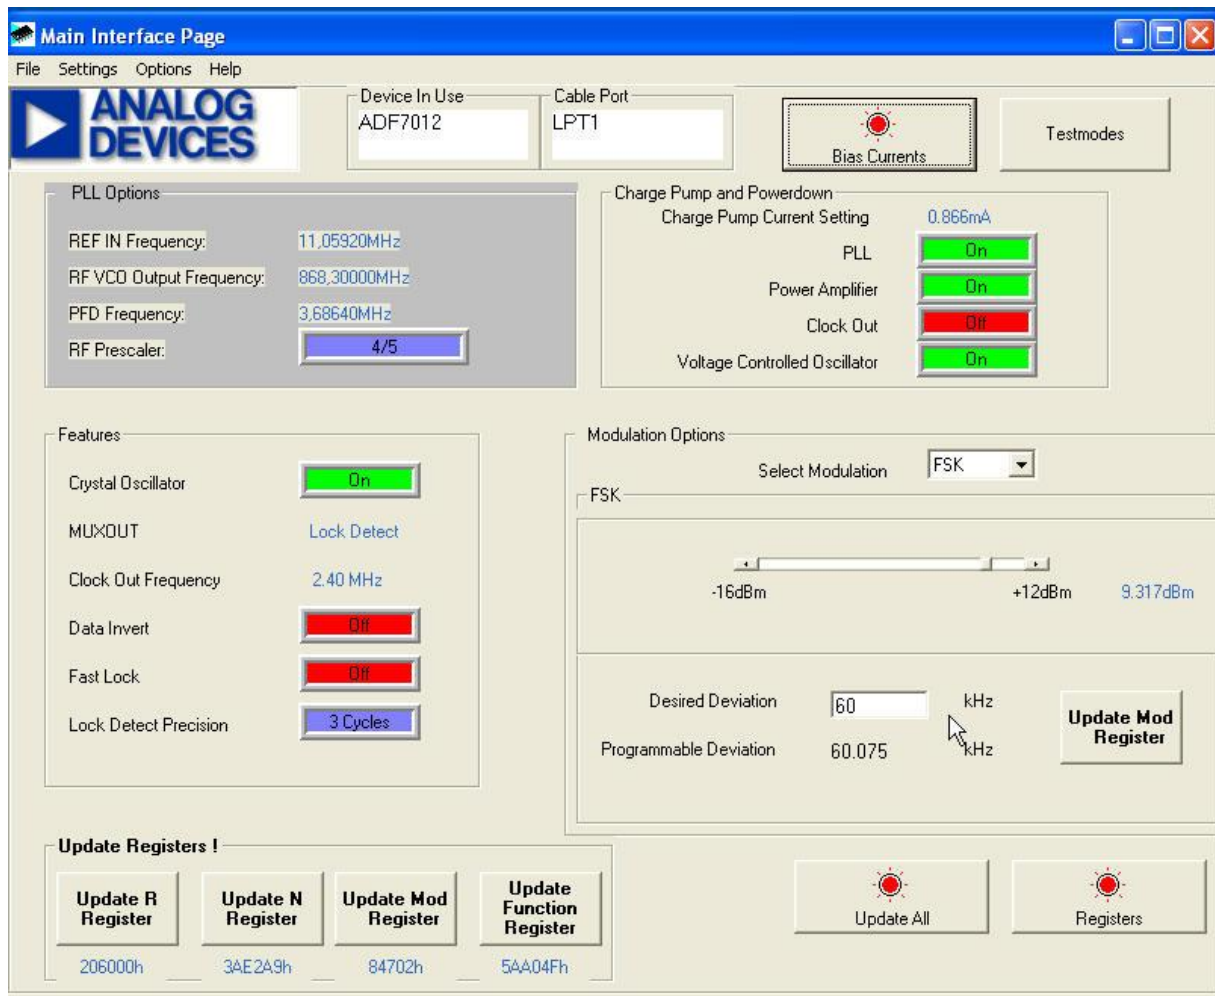 Main Interface Page
File Settings Options Help
ANALOG
DEVICES
Device In Use
ADF7012
Cable Port
LPT1
Bias Currents
Testmodes
PLL Options
REF IN Frequency: 11,05920MHz
RF VCO Output Frequency: 868,30000MHz
PFD Frequency: 3,68640MHz
RF Prescaler: 4/5
Charge Pump and Powerdown
Charge Pump Current Setting 0.866mA
PLL On
Power Amplifier On
Clock Out Off
Voltage Controlled Oscillator On
Features
Crystal Oscillator On
MUXOUT Lock Detect
Clock Out Frequency 2.40 MHz
Data Invert Off
Fast Lock Off
Lock Detect Precision 3 Cycles
Modulation Options
Select Modulation FSK
FSK
-16dBm +12dBm 9.317dBm
Desired Deviation 60 kHz
Programmable Deviation 60.075 kHz
Update Mod
Register
Update Registers !
Update R
Register
206000h
Update N
Register
3AE2A9h
Update Mod
Register
84702h
Update
Function
Register
5AA04Fh
Update All
Registers